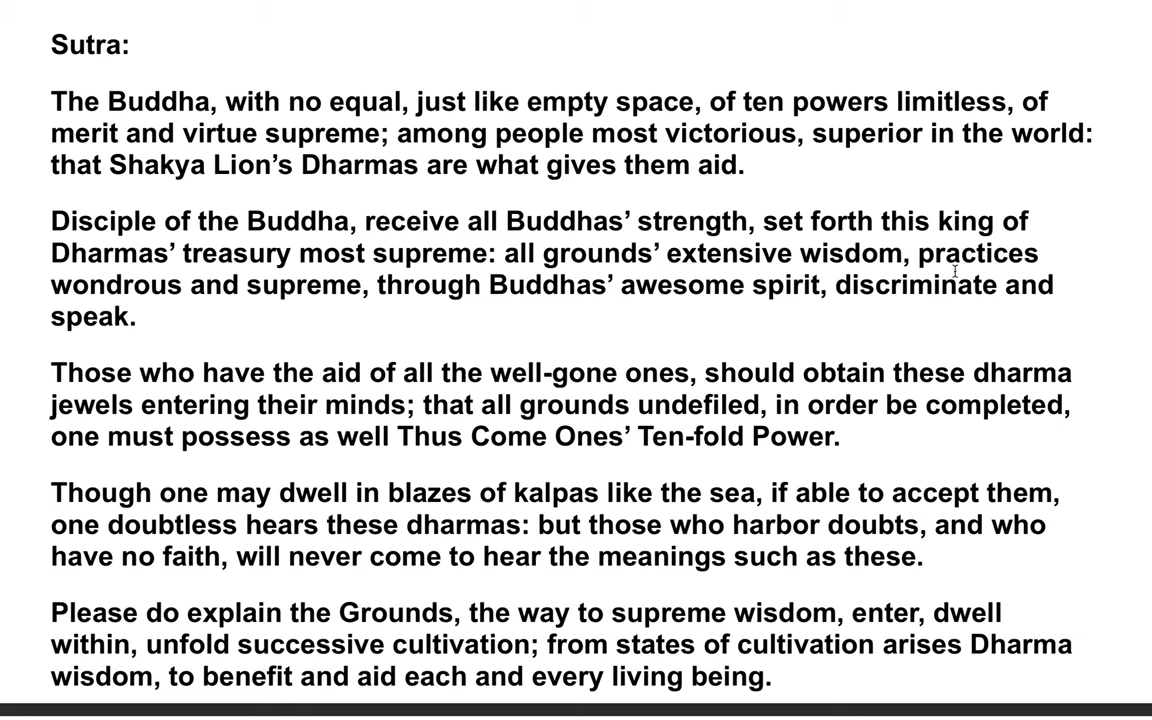 Sutra:
The Buddha, with no equal, just like empty space, of ten powers limitless, of
merit and virtue supreme; among people most victorious, superior in the world:
that Shakya Lion’s Dharmas are what gives them aid.
Disciple of the Buddha, receive all Buddhas’ strength, set forth this king of
Dharmas’ treasury most supreme: all grounds’ extensive wisdom, practices
wondrous and supreme, through Buddhas’ awesome spirit, discriminate and
speak.
Those who have the aid of all the well-gone ones, should obtain these dharma
jewels entering their minds; that all grounds undefiled, in order be completed,
one must possess as well Thus Come Ones’ Ten-fold Power.
Though one may dwell in blazes of kalpas like the sea, if able to accept them,
one doubtless hears these dharmas: but those who harbor doubts, and who
have no faith, will never come to hear the meanings such as these.
Please do explain the Grounds, the way to supreme wisdom, enter, dwell
within, unfold successive cultivation; from states of cultivation arises Dharma
wisdom, to benefit and aid each and every living being.